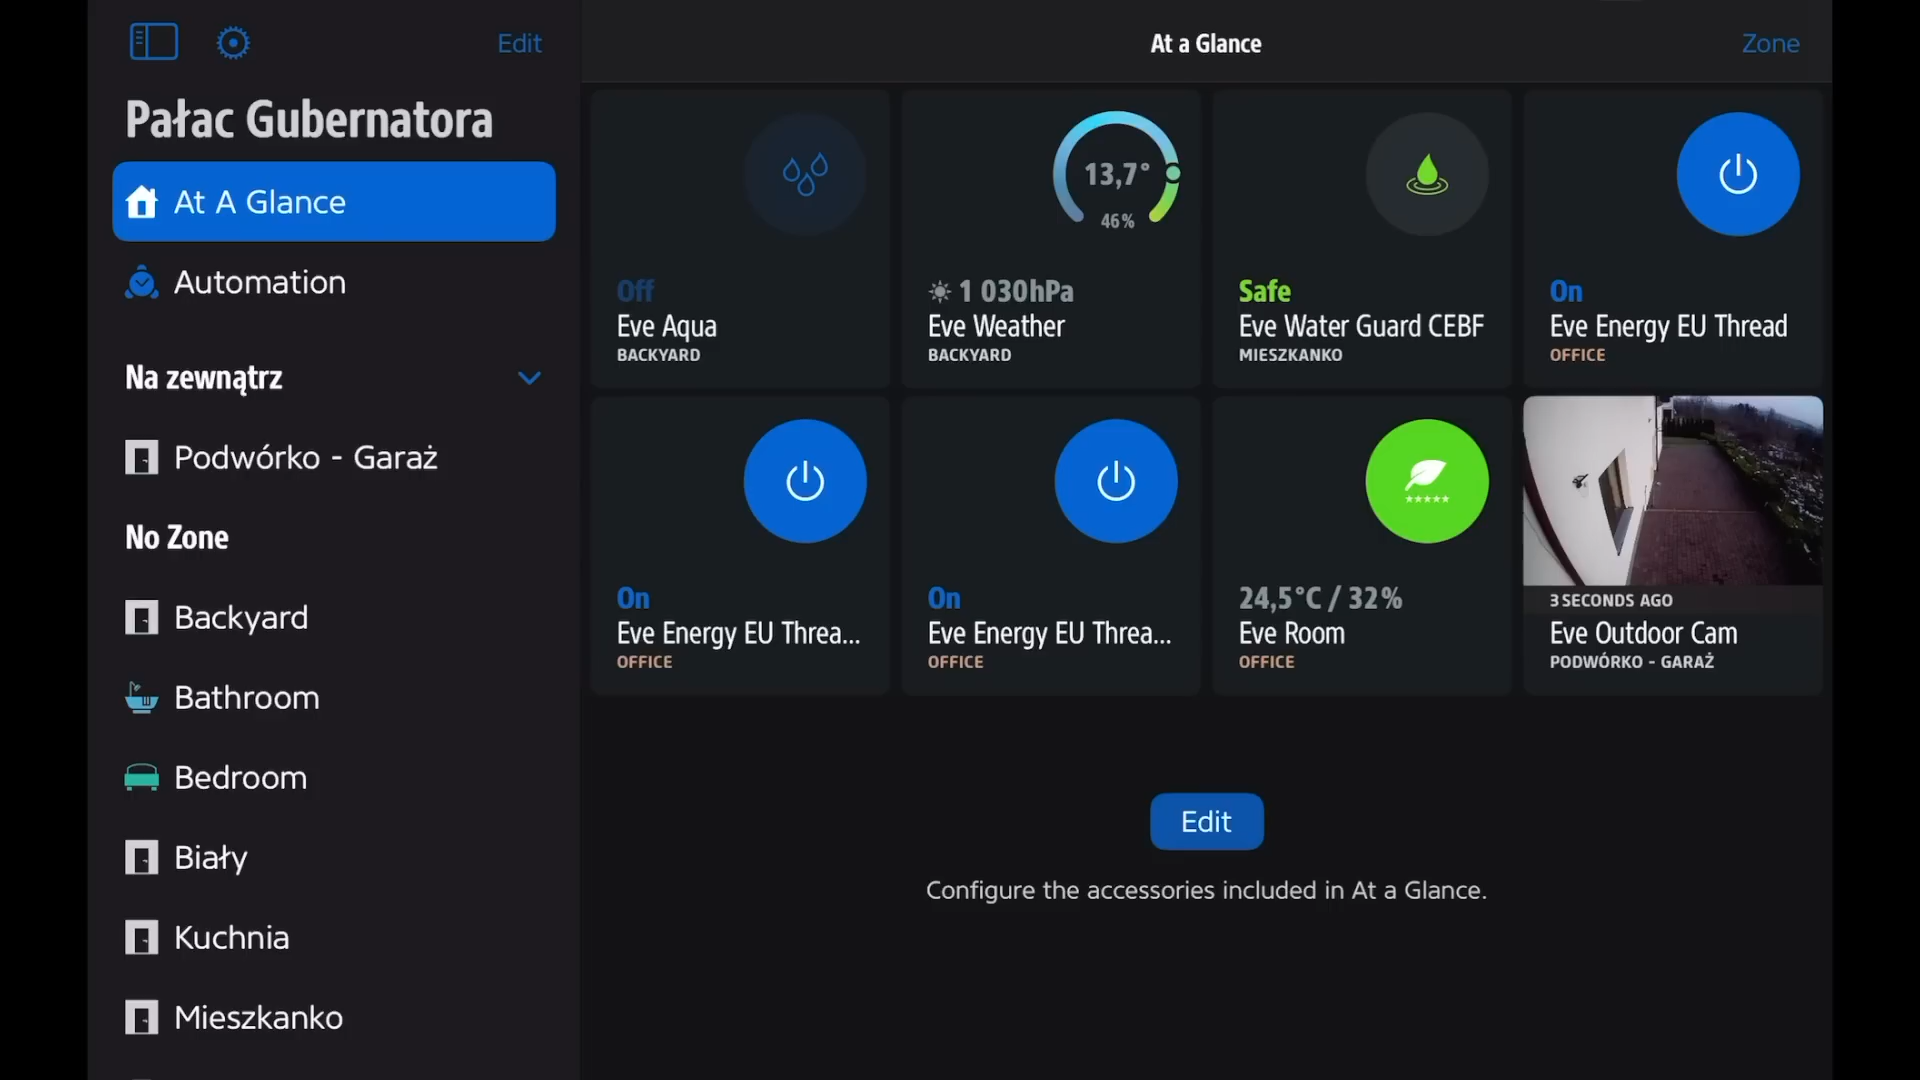 Edit
Pałac Gubernatora
At A Glance
Automation
Na zewnątrz
Podwórko - Garaż
No Zone
Backyard
Bathroom
Bedroom
Biały
Kuchnia
Mieszkanko
At a Glance
Zone
Off
Eve Aqua
BACKYARD
13,7°
46%
1 030hPa
Eve Weather
BACKYARD
Safe
Eve Water Guard CEBF
MIESZKANKO
On
Eve Energy EU Thread
OFFICE
On
Eve Energy EU Threa...
OFFICE
On
Eve Energy EU Threa...
OFFICE
24,5°C / 32%
Eve Room
OFFICE
3 SECONDS AGO
Eve Outdoor Cam
PODWÓRKO - GARAŻ
Edit
Configure the accessories included in At a Glance.